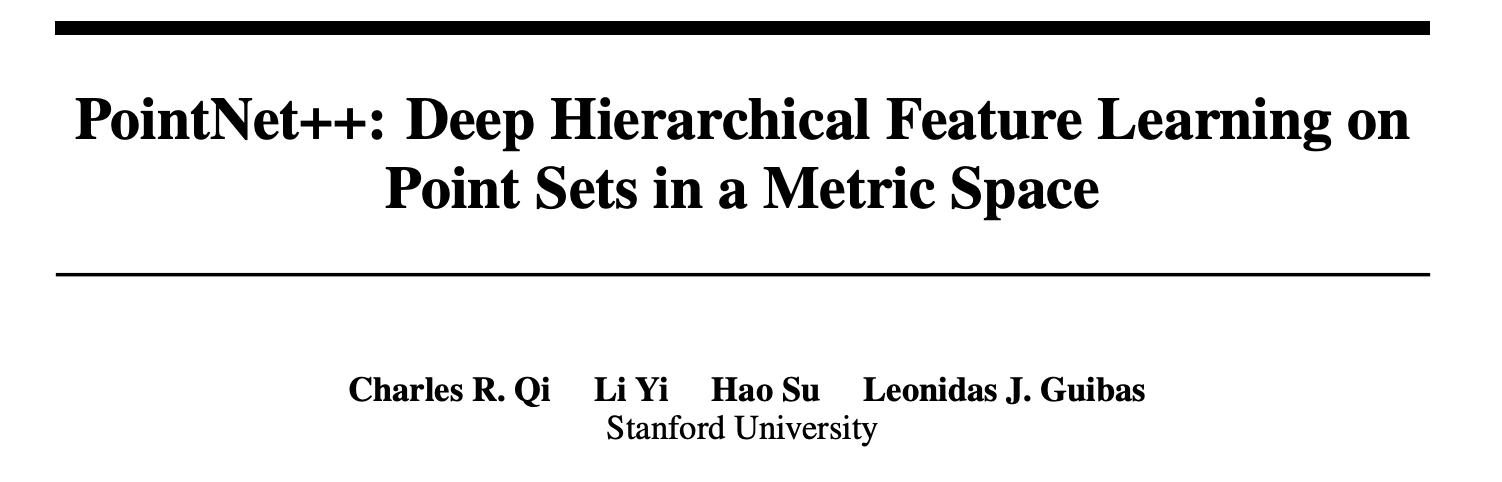 PointNet++: Deep Hierarchical Feature Learning on
Point Sets in a Metric Space
Charles R. Qi Li Yi Hao Su Leonidas J. Guibas
Stanford University